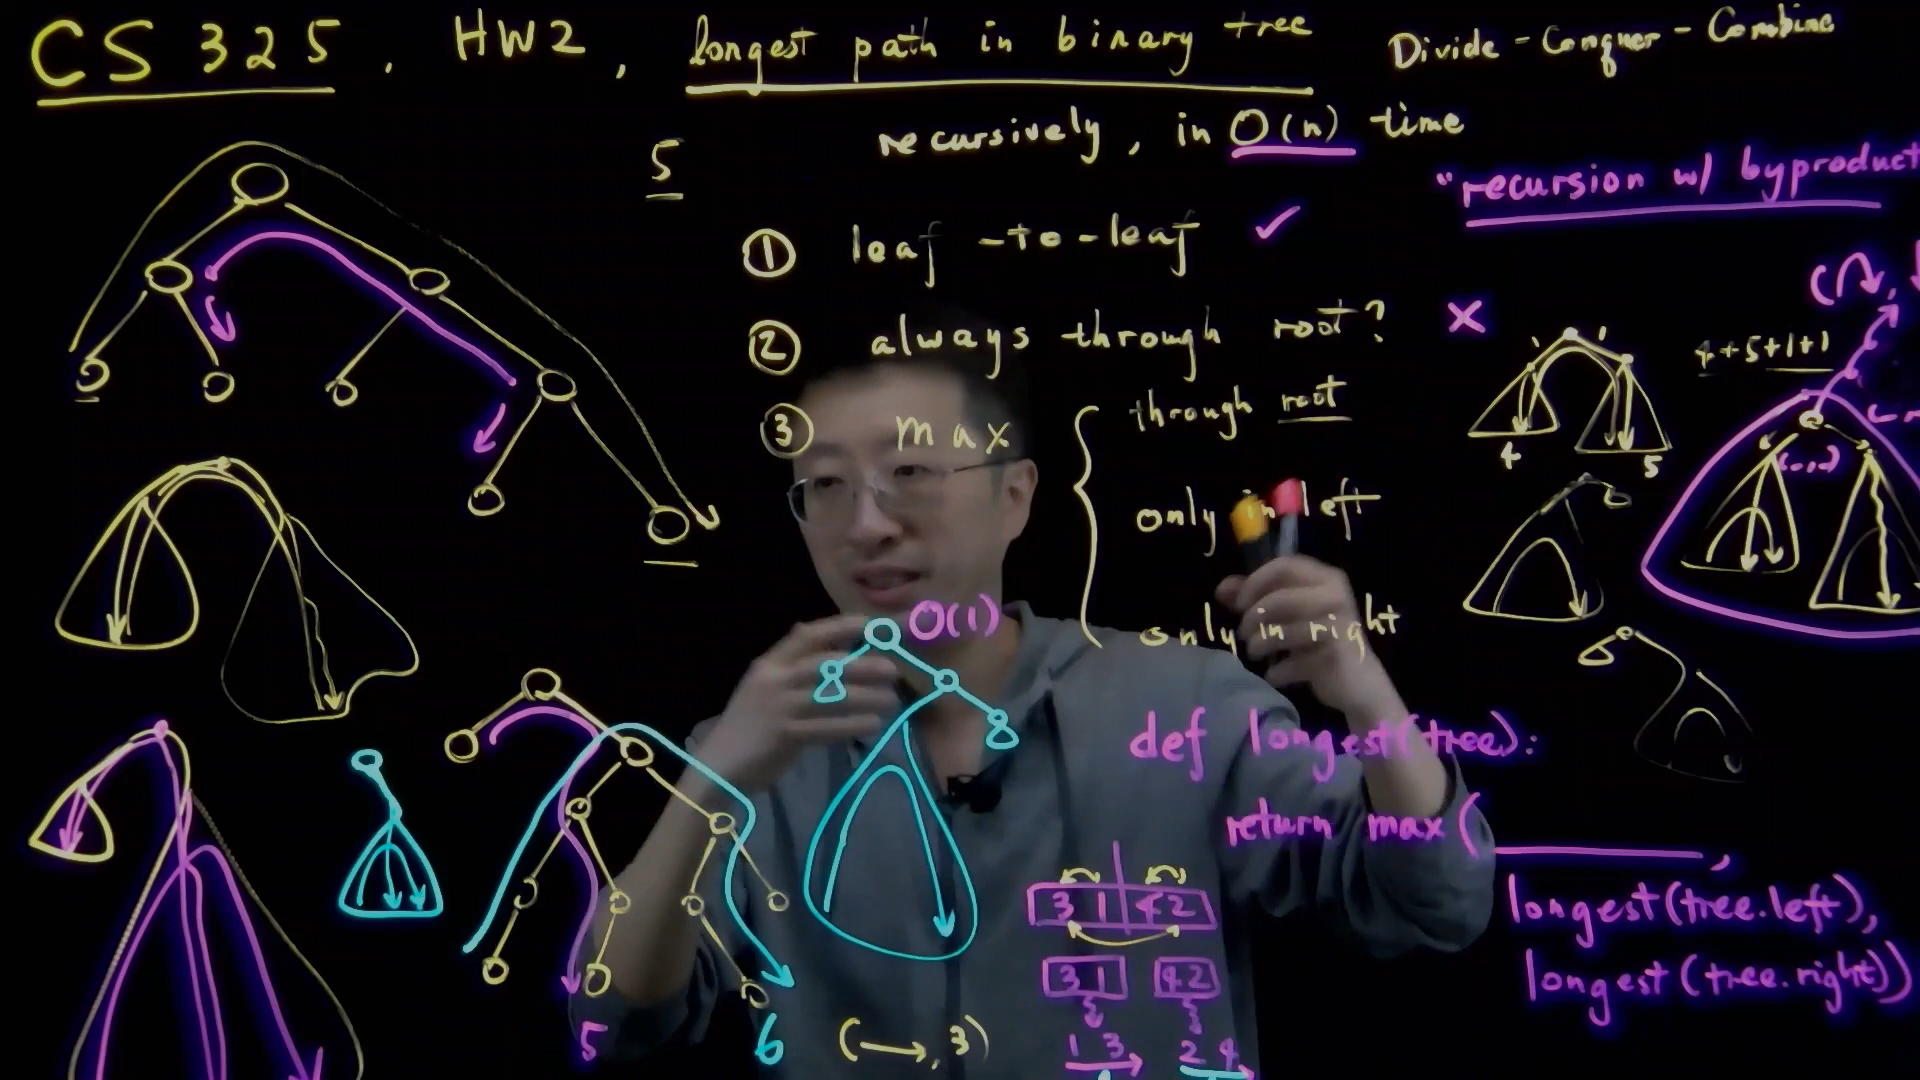 CS 325, HW2, longest path in binary tree
Divide - Conquer - Combine
recursively, in O(n) time
5
"recursion w/ byproduct
① leaf-to-leaf ✓
② always through root? ×
③ max { through root
only in left
only in right
4+5+1+1
4 5
(-,-)
O(1)
def longest(tree):
return max( ______,
longest(tree.left),
longest(tree.right))
3 1 | 4 2
3 1 4 2
1 3 2 4
5
6
(→, 3)